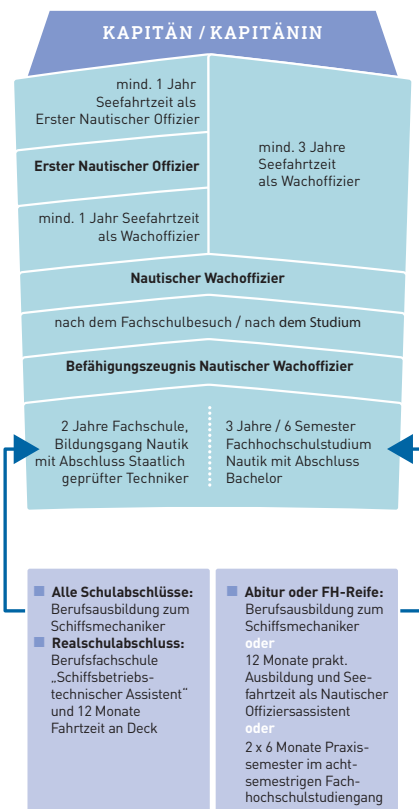 KAPITÄN / KAPITÄNIN
mind. 1 Jahr
Seefahrtzeit als
Erster Nautischer Offizier
Erster Nautischer Offizier
mind. 1 Jahr Seefahrtzeit
als Wachoffizier
mind. 3 Jahre
Seefahrtzeit
als Wachoffizier
Nautischer Wachoffizier
nach dem Fachschulbesuch / nach dem Studium
Befähigungszeugnis Nautischer Wachoffizier
2 Jahre Fachschule,
Bildungsgang Nautik
mit Abschluss Staatlich
geprüfter Techniker
3 Jahre / 6 Semester
Fachhochschulstudium
Nautik mit Abschluss
Bachelor
Alle Schulabschlüsse:
Berufsausbildung zum
Schiffsmechaniker
Realschulabschluss:
Berufsfachschule
„Schiffsbetriebs-
technischer Assistent“
und 12 Monate
Fahrtzeit an Deck
Abitur oder FH-Reife:
Berufsausbildung zum
Schiffsmechaniker
oder
12 Monate prakt.
Ausbildung und See-
fahrtzeit als Nautischer
Offiziersassistent
oder
2 x 6 Monate Praxis-
semester im acht-
semestrigen Fach-
hochschulstudiengang